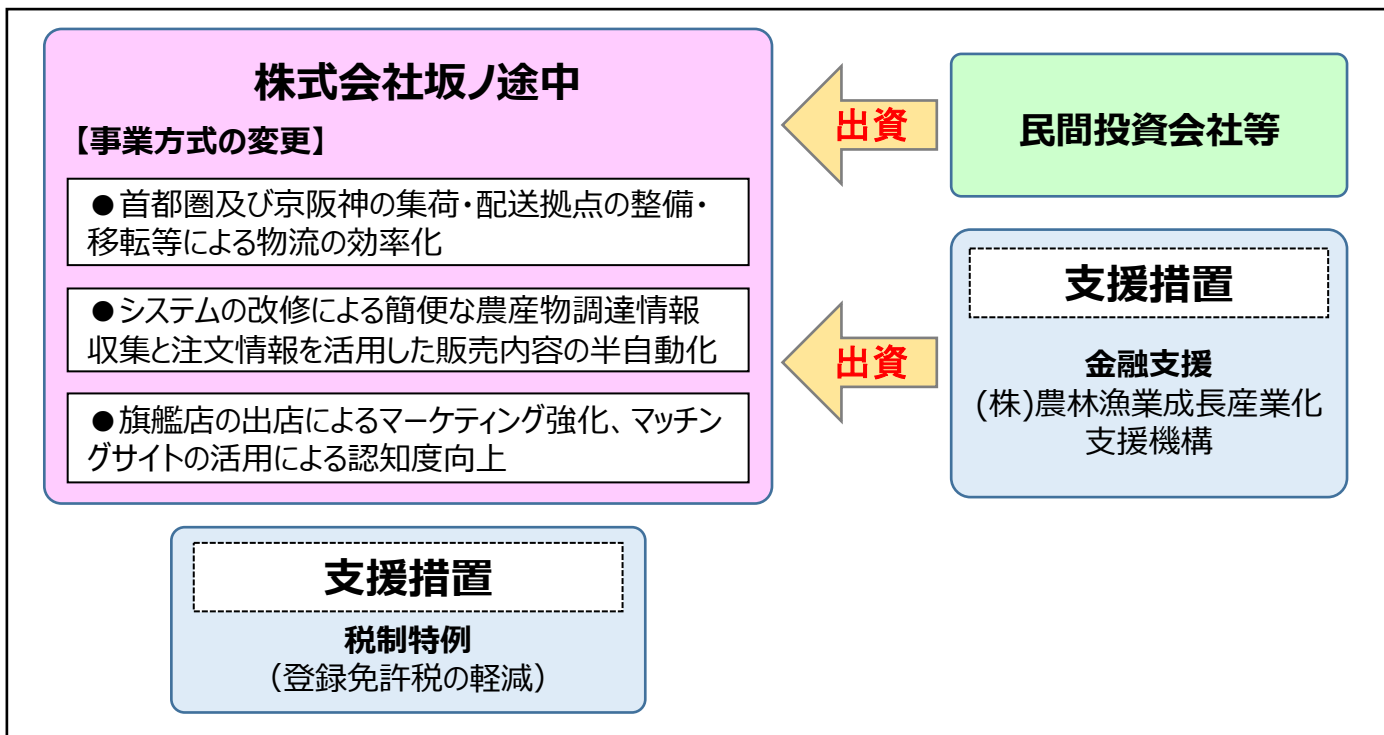 株式会社坂ノ途中
【事業方式の変更】
●首都圏及び京阪神の集荷・配送拠点の整備・
移転等による物流の効率化
●システムの改修による簡便な農産物調達情報
収集と注文情報を活用した販売内容の半自動化
●旗艦店の出店によるマーケティング強化、マッチン
グサイトの活用による認知度向上
出資
民間投資会社等
出資
支援措置
金融支援
(株)農林漁業成長産業化
支援機構
支援措置
税制特例
（登録免許税の軽減）